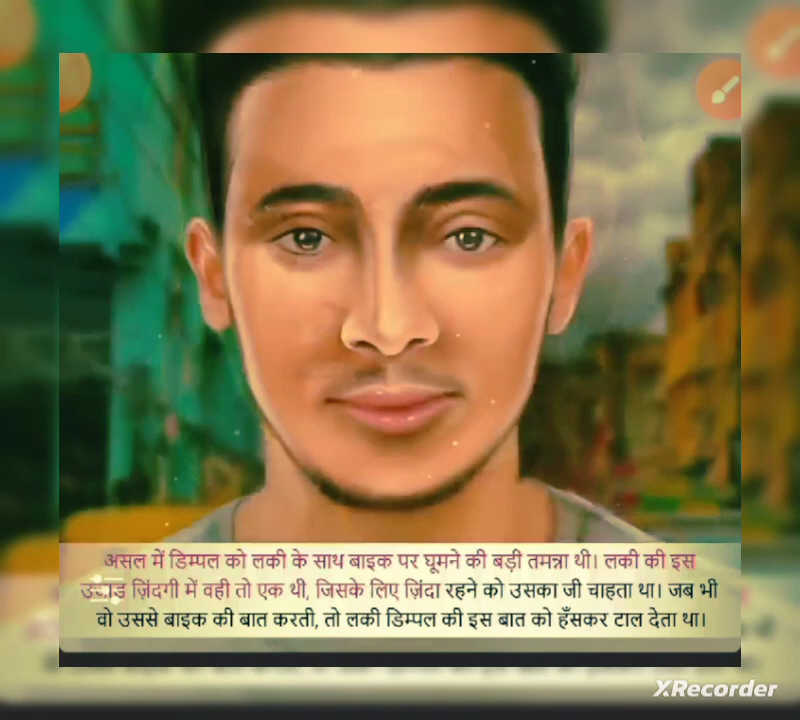 असल में डिम्पल को लकी के साथ बाइक पर घूमने की बड़ी तमन्ना थी। लकी की इस
ज़िंदगी में वही तो एक थी, जिसके लिए ज़िंदा रहने को उसका जी चाहता था। जब भी
वो उससे बाइक की बात करती, तो लकी डिम्पल की इस बात को हँसकर टाल देता था।
XRecorder